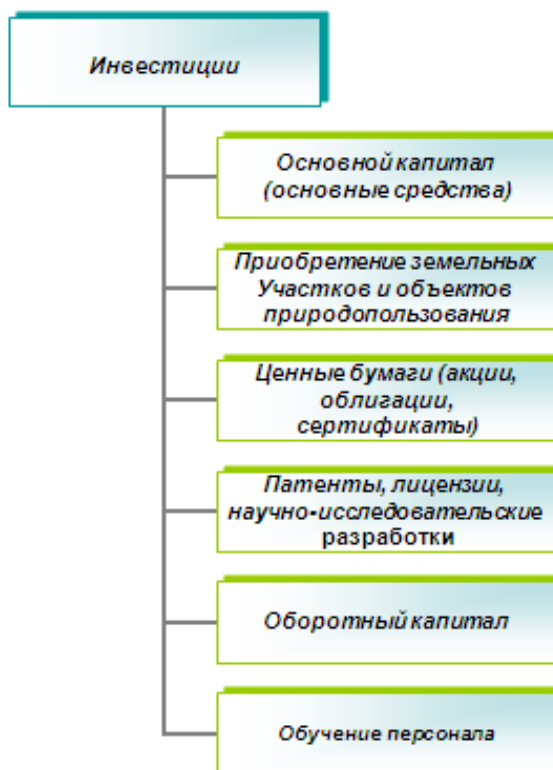 Инвестиции
Основной капитал
(основные средства)
Приобретение земельных
Участков и объектов
природопользования
Ценные бумаги (акции,
облигации,
сертификаты)
Патенты, лицензии,
научно-исследовательские
разработки
Оборотный капитал
Обучение персонала